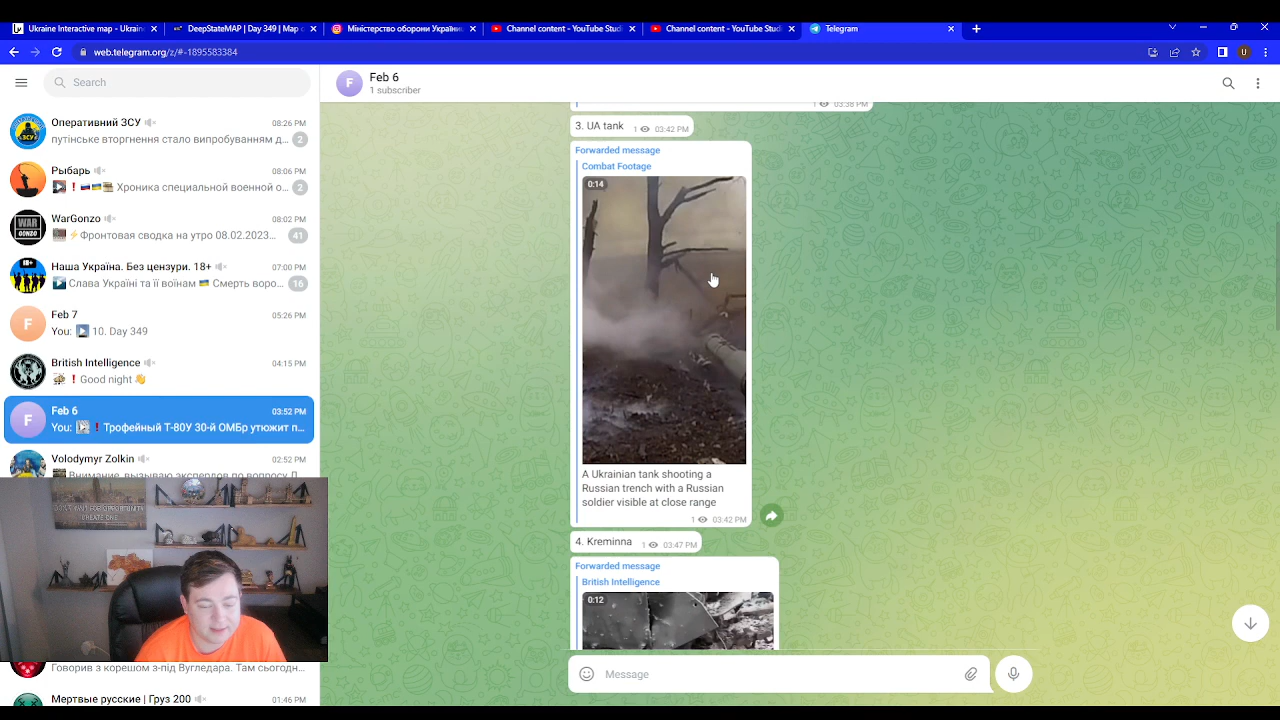 Ukraine Interactive map - Ukraine
DeepStateMAP | Day 349 | Map o
Міністерство оборони України.
Channel content - YouTube Studi
Channel content - YouTube Studi
Telegram
web.telegram.org/z/#-1895583384
U
Search
F
Feb 6
1 subscriber
Оперативний ЗСУ
08:26 PM
путінське вторгнення стало випробуванням д...
2
Рыбарь
08:06 PM
Хроника специальной военной о...
2
WarGonzo
08:02 PM
WAR
GONZO
Фронтовая сводка на утро 08.02.2023...
41
Наша Україна. Без цензури. 18+
07:00 PM
Слава Україні та її воїнам Смерть воро...
16
F
Feb 7
05:26 PM
You: 10. Day 349
British Intelligence
04:15 PM
Good night
F
Feb 6
03:52 PM
You: Трофейный Т-80У 30-й ОМБр утюжит п...
Volodymyr Zolkin
02:52 PM
Внимание, вызываю экспердов по вопросу Д...
Говорив з корешом з-під Вугледара. Там сьогодн...
Мертвые русские | Груз 200
01:46 PM
1 03:38 PM
3. UA tank
1 03:42 PM
Forwarded message
Combat Footage
0:14
A Ukrainian tank shooting a
Russian trench with a Russian
soldier visible at close range
1 03:42 PM
4. Kreminna
1 03:47 PM
Forwarded message
British Intelligence
0:12
Message